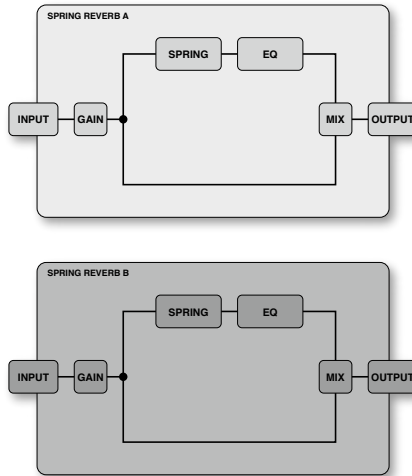 SPRING REVERB A
SPRING EQ
INPUT GAIN MIX OUTPUT
SPRING REVERB B
SPRING EQ
INPUT GAIN MIX OUTPUT